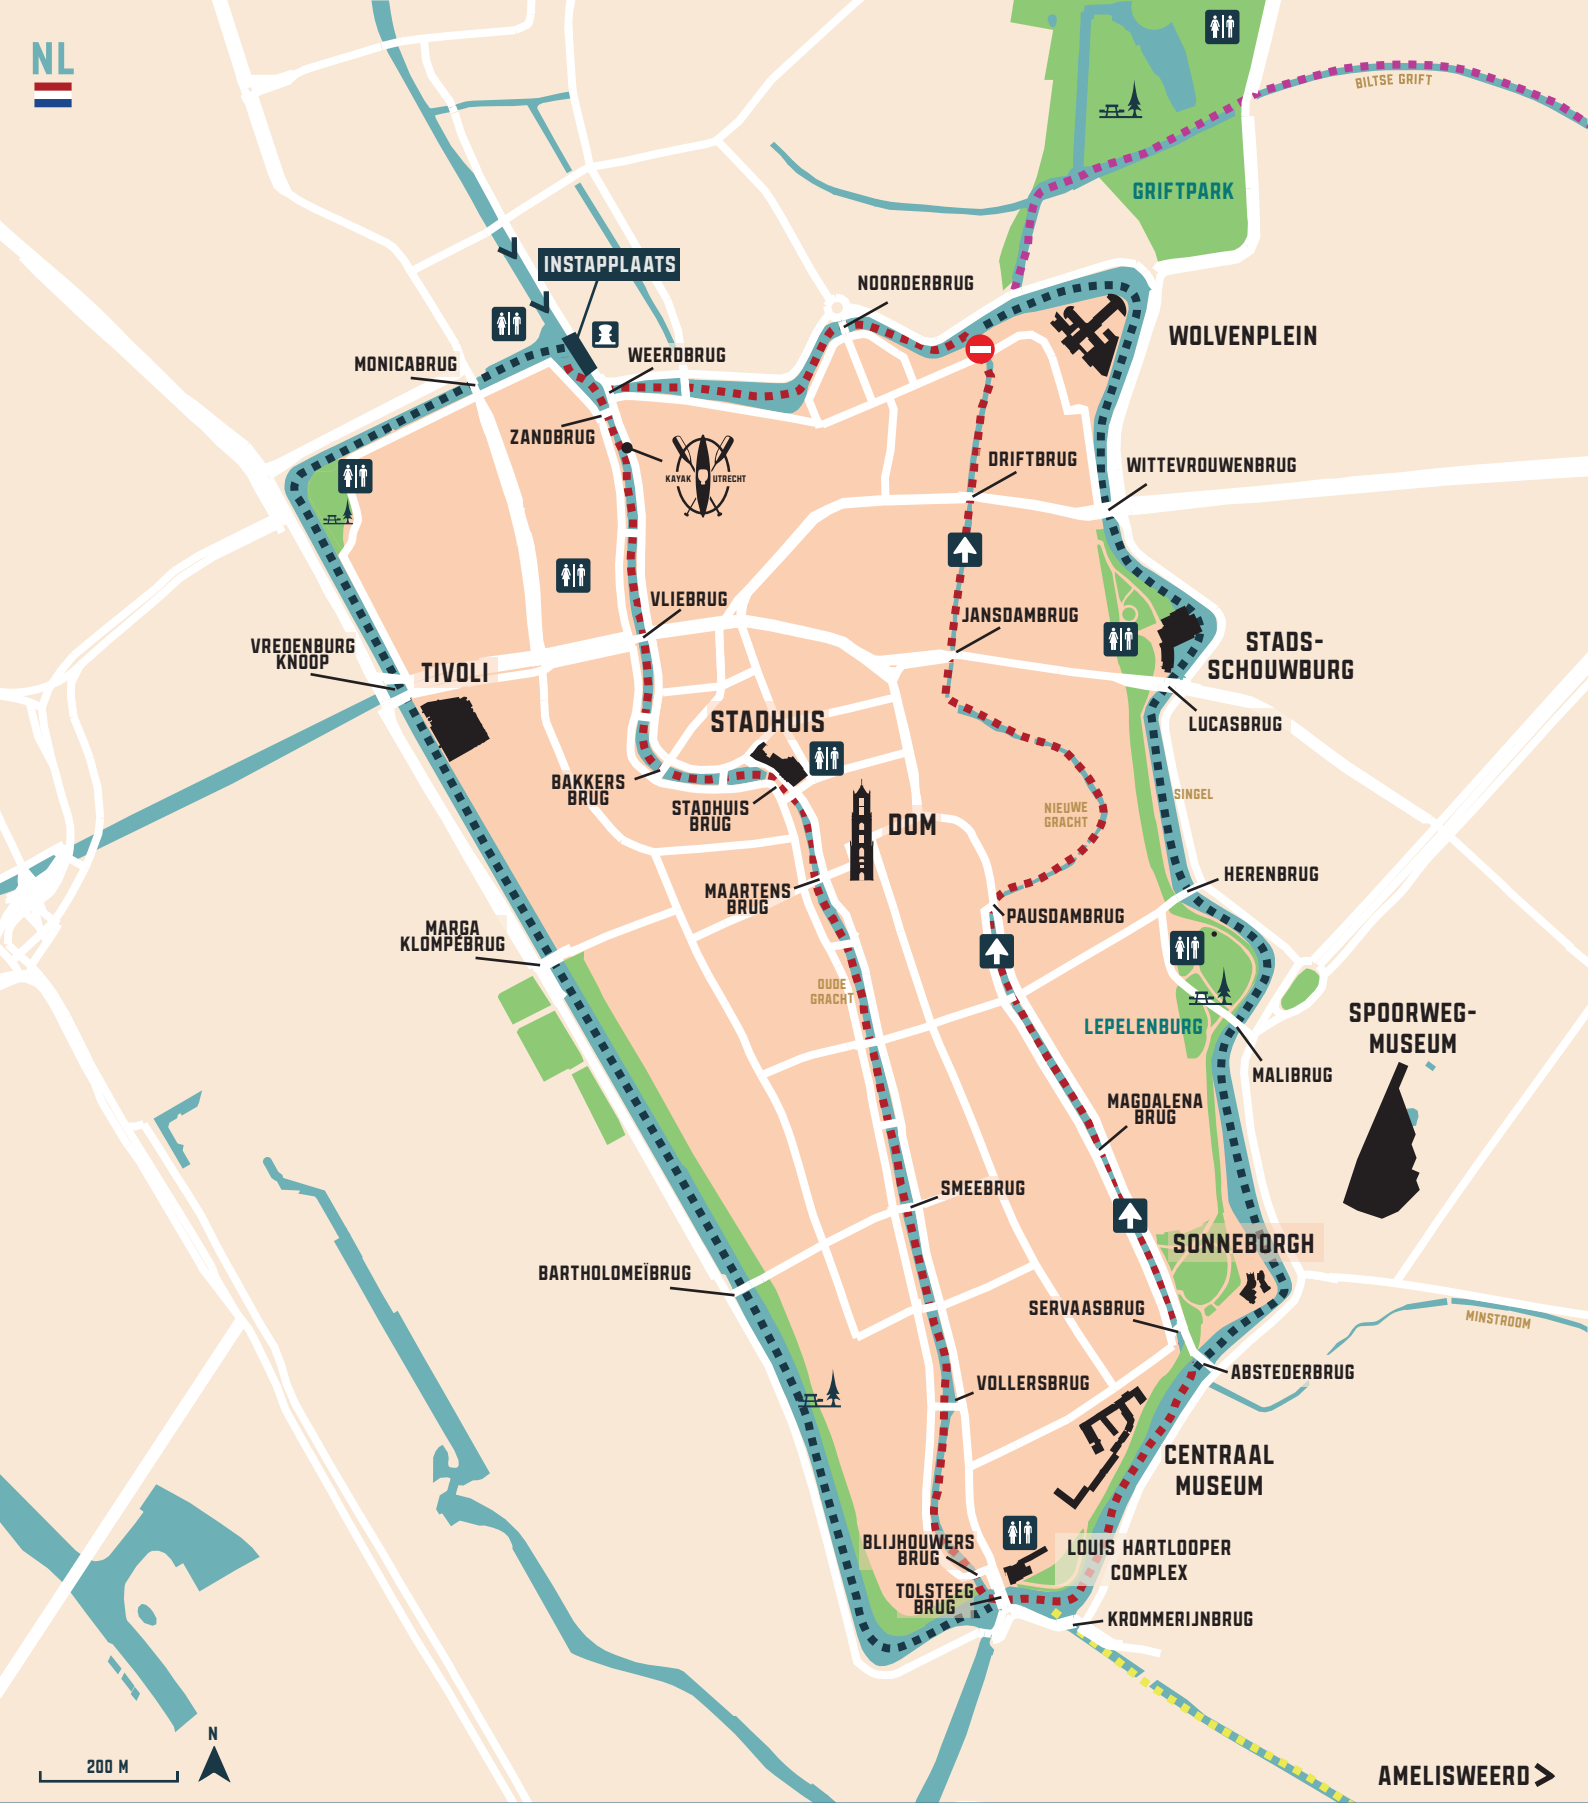 NL
BILTSE GRIFT
GRIFTPARK
INSTAPPLAATS
NOORDERBRUG
WOLVENPLEIN
MONICABRUG
WEERDBRUG
ZANDBRUG
KAYAK UTRECHT
DRIFTBRUG
WITTEVROUWENBRUG
VLIEBRUG
JANSDAMBRUG
VREDENBURG
KNOOP
TIVOLI
STADS-
SCHOUWBURG
STADHUIS
LUCASBRUG
BAKKERS
BRUG
STADHUIS
BRUG
NIEUWE
GRACHT
SINGEL
DOM
HERENBRUG
MAARTENS
BRUG
PAUSDAMBRUG
MARGA
KLOMPÉBRUG
OUDE
GRACHT
LEPELENBURG
SPOORWEG-
MUSEUM
MALIBRUG
MAGDALENA
BRUG
SMEEBRUG
SONNEBORGH
BARTHOLOMEÏBRUG
SERVAASBRUG
MINSTROOM
ABSTEDERBRUG
VOLLERSBRUG
CENTRAAL
MUSEUM
BLIJHOUWERS
BRUG
LOUIS HARTLOOPER
COMPLEX
TOLSTEEG
BRUG
KROMMERIJNBRUG
N
200 M
AMELISWEERD